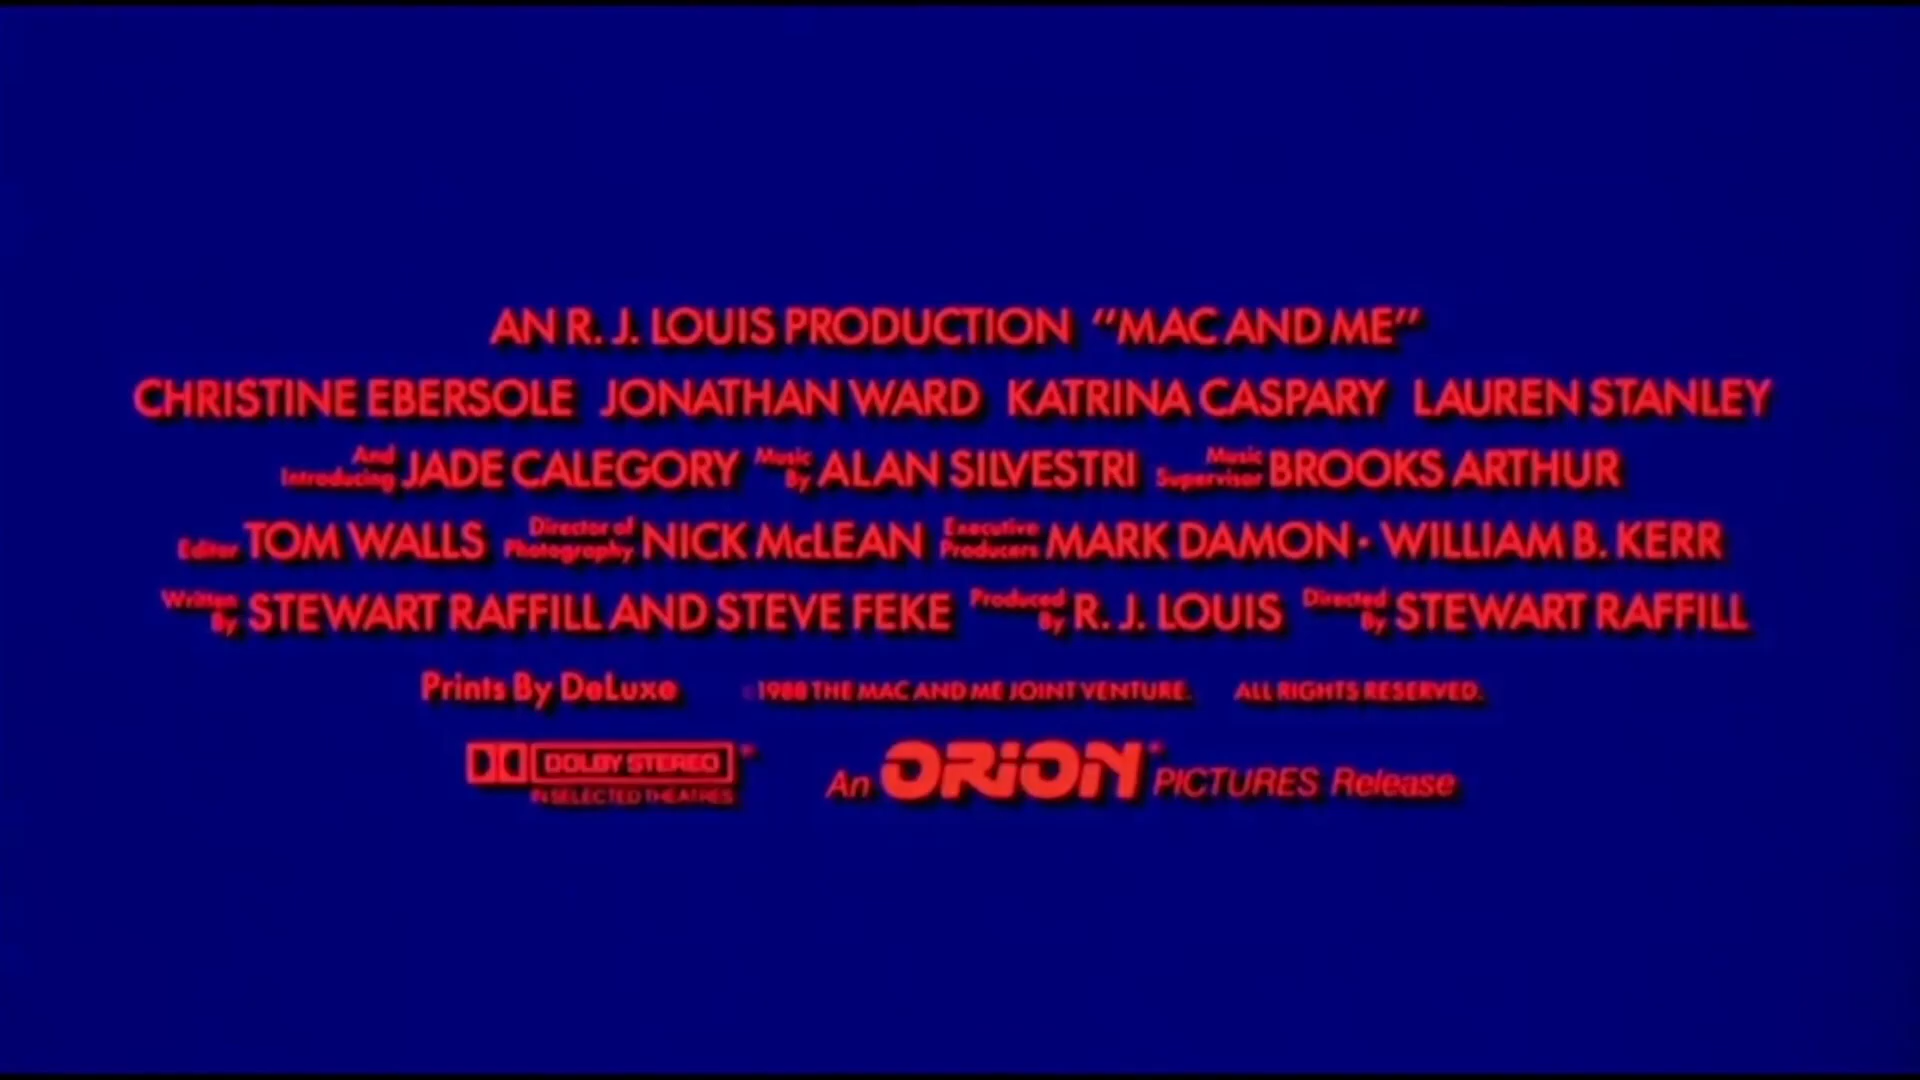 AN R. J. LOUIS PRODUCTION "MAC AND ME"
CHRISTINE EBERSOLE JONATHAN WARD KATRINA CASPARY LAUREN STANLEY
And Introducing JADE CALEGORY Music By ALAN SILVESTRI Music Supervisor BROOKS ARTHUR
Editor TOM WALLS Director of Photography NICK McLEAN Executive Producers MARK DAMON · WILLIAM B. KERR
Written By STEWART RAFFILL AND STEVE FEKE Produced By R. J. LOUIS Directed By STEWART RAFFILL
Prints By DeLuxe ©1988 THE MAC AND ME JOINT VENTURE. ALL RIGHTS RESERVED.
DOLBY STEREO IN SELECTED THEATRES An ORION PICTURES Release